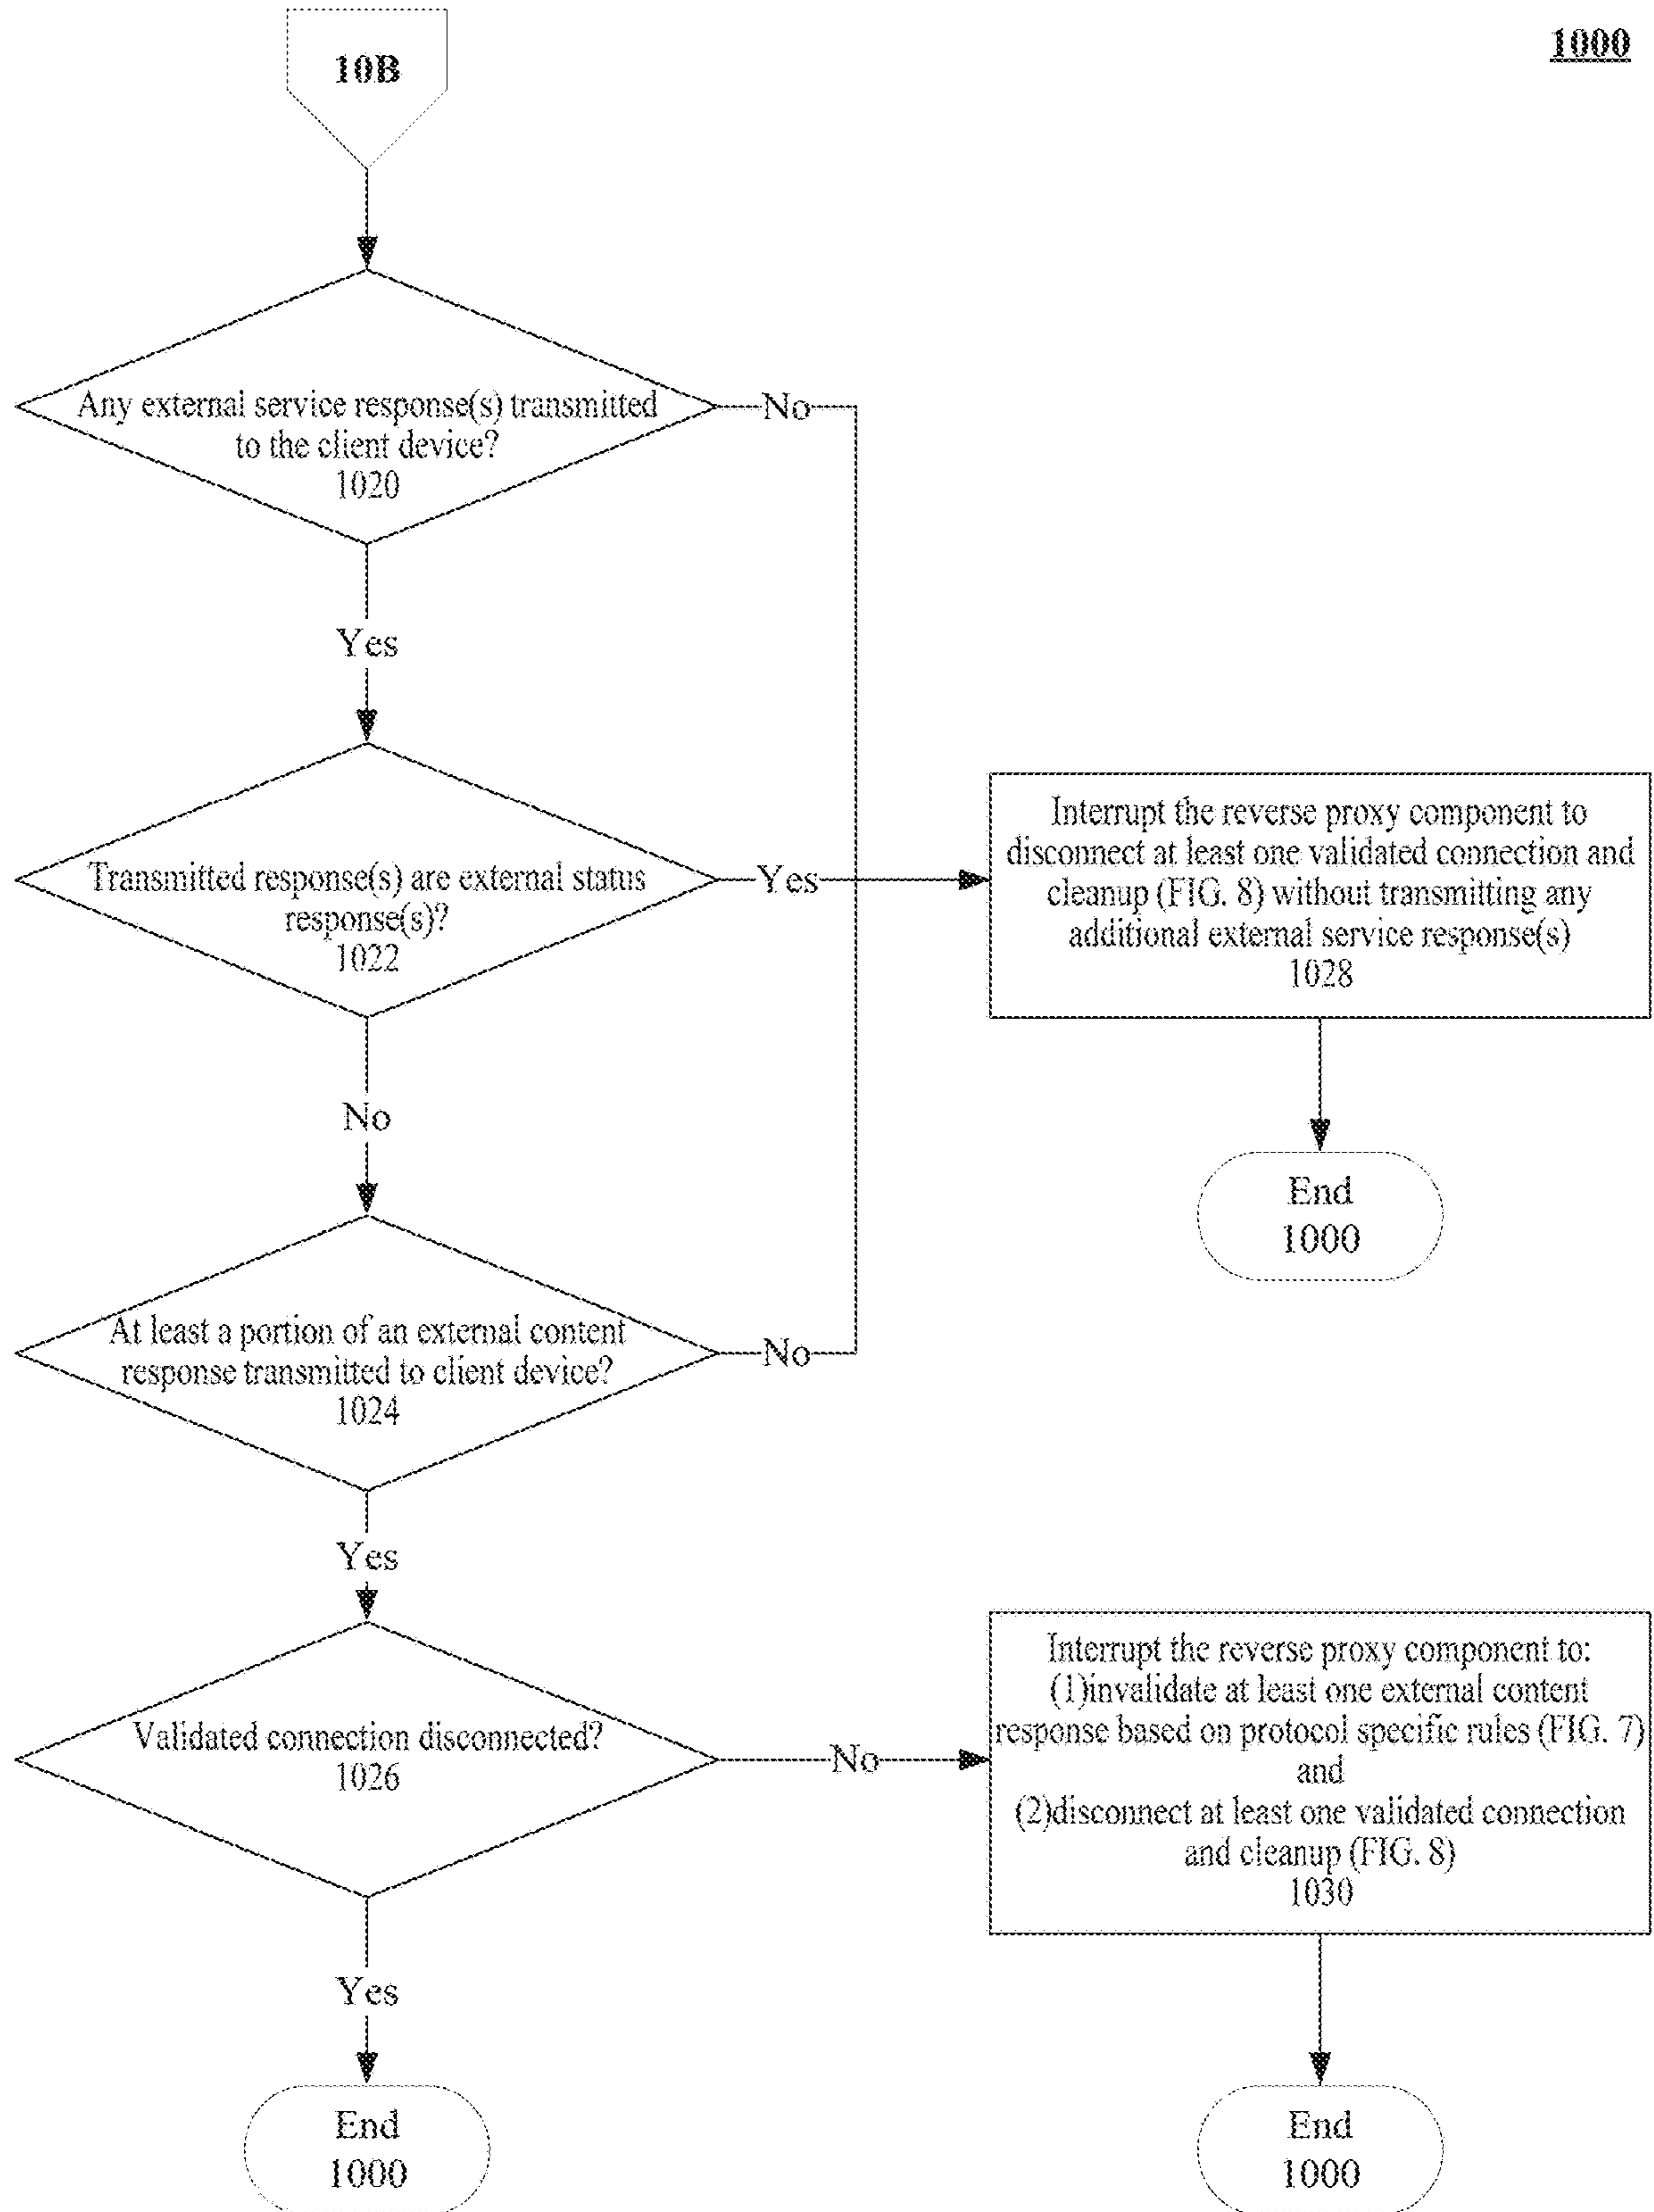 1000
10B
Any external service response(s) transmitted
to the client device?
1020
No
Yes
Transmitted response(s) are external status
response(s)?
1022
Yes
Interrupt the reverse proxy component to
disconnect at least one validated connection and
cleanup (FIG. 8) without transmitting any
additional external service response(s)
1028
No
End
1000
At least a portion of an external content
response transmitted to client device?
1024
No
Yes
Validated connection disconnected?
1026
No
Interrupt the reverse proxy component to:
(1)invalidate at least one external content
response based on protocol specific rules (FIG. 7)
and
(2)disconnect at least one validated connection
and cleanup (FIG. 8)
1030
Yes
End
1000
End
1000